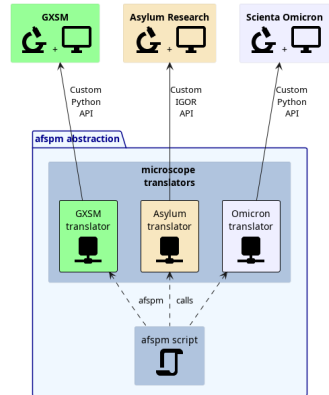 GXSM
Asylum Research
Scienta Omicron
+
+
+
Custom
Python
API
Custom
IGOR
API
Custom
Python
API
afspm abstraction
microscope
translators
GXSM
translator
Asylum
translator
Omicron
translator
afspm
calls
afspm script